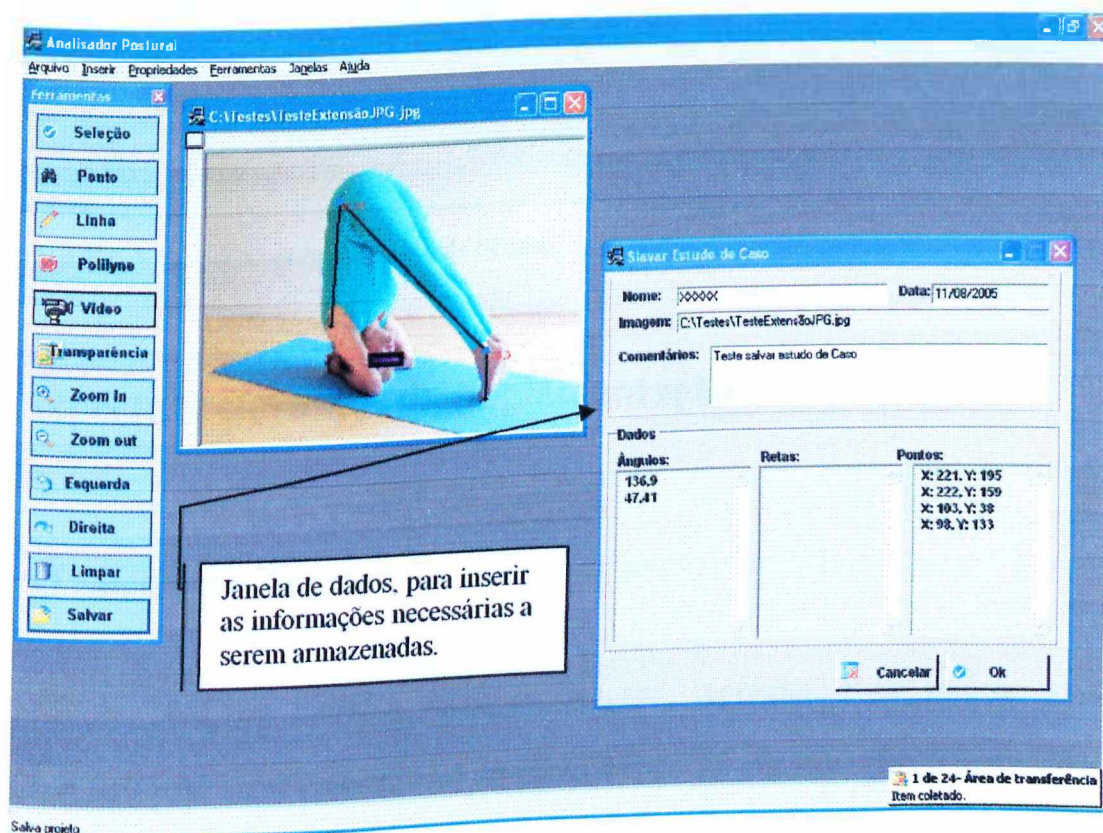 Analisador Postural
Arquivo Inserir Propriedades Ferramentas Janelas Ajuda
Ferramentas
Seleção
Ponto
Linha
Polilyne
Vídeo
Transparência
Zoom in
Zoom out
Esquerda
Direita
Limpar
Salvar
C:\Testes\TesteExtensãoJPG.jpg
Slavar Estudo de Caso
Nome: XXXXX Data: 11/08/2005
Imagem: C:\Testes\TesteExtensãoJPG.jpg
Comentários: Teste salvar estudo de Caso
Dados
Ângulos: Retas: Pontos:
136,9 X: 221, Y: 195
47,41 X: 222, Y: 159
X: 103, Y: 38
X: 98, Y: 133
Cancelar Ok
Janela de dados, para inserir
as informações necessárias a
serem armazenadas.
1 de 24- Área de transferência
Item coletado.
Salva projeto